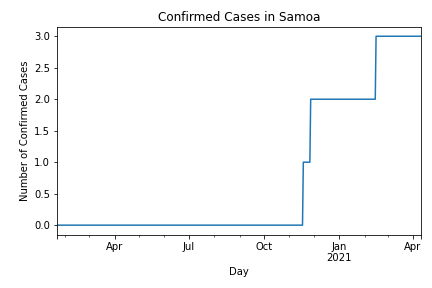 Confirmed Cases in Samoa
Number of Confirmed Cases
3.0
2.5
2.0
1.5
1.0
0.5
0.0
Apr Jul Oct Jan Apr
2021
Day